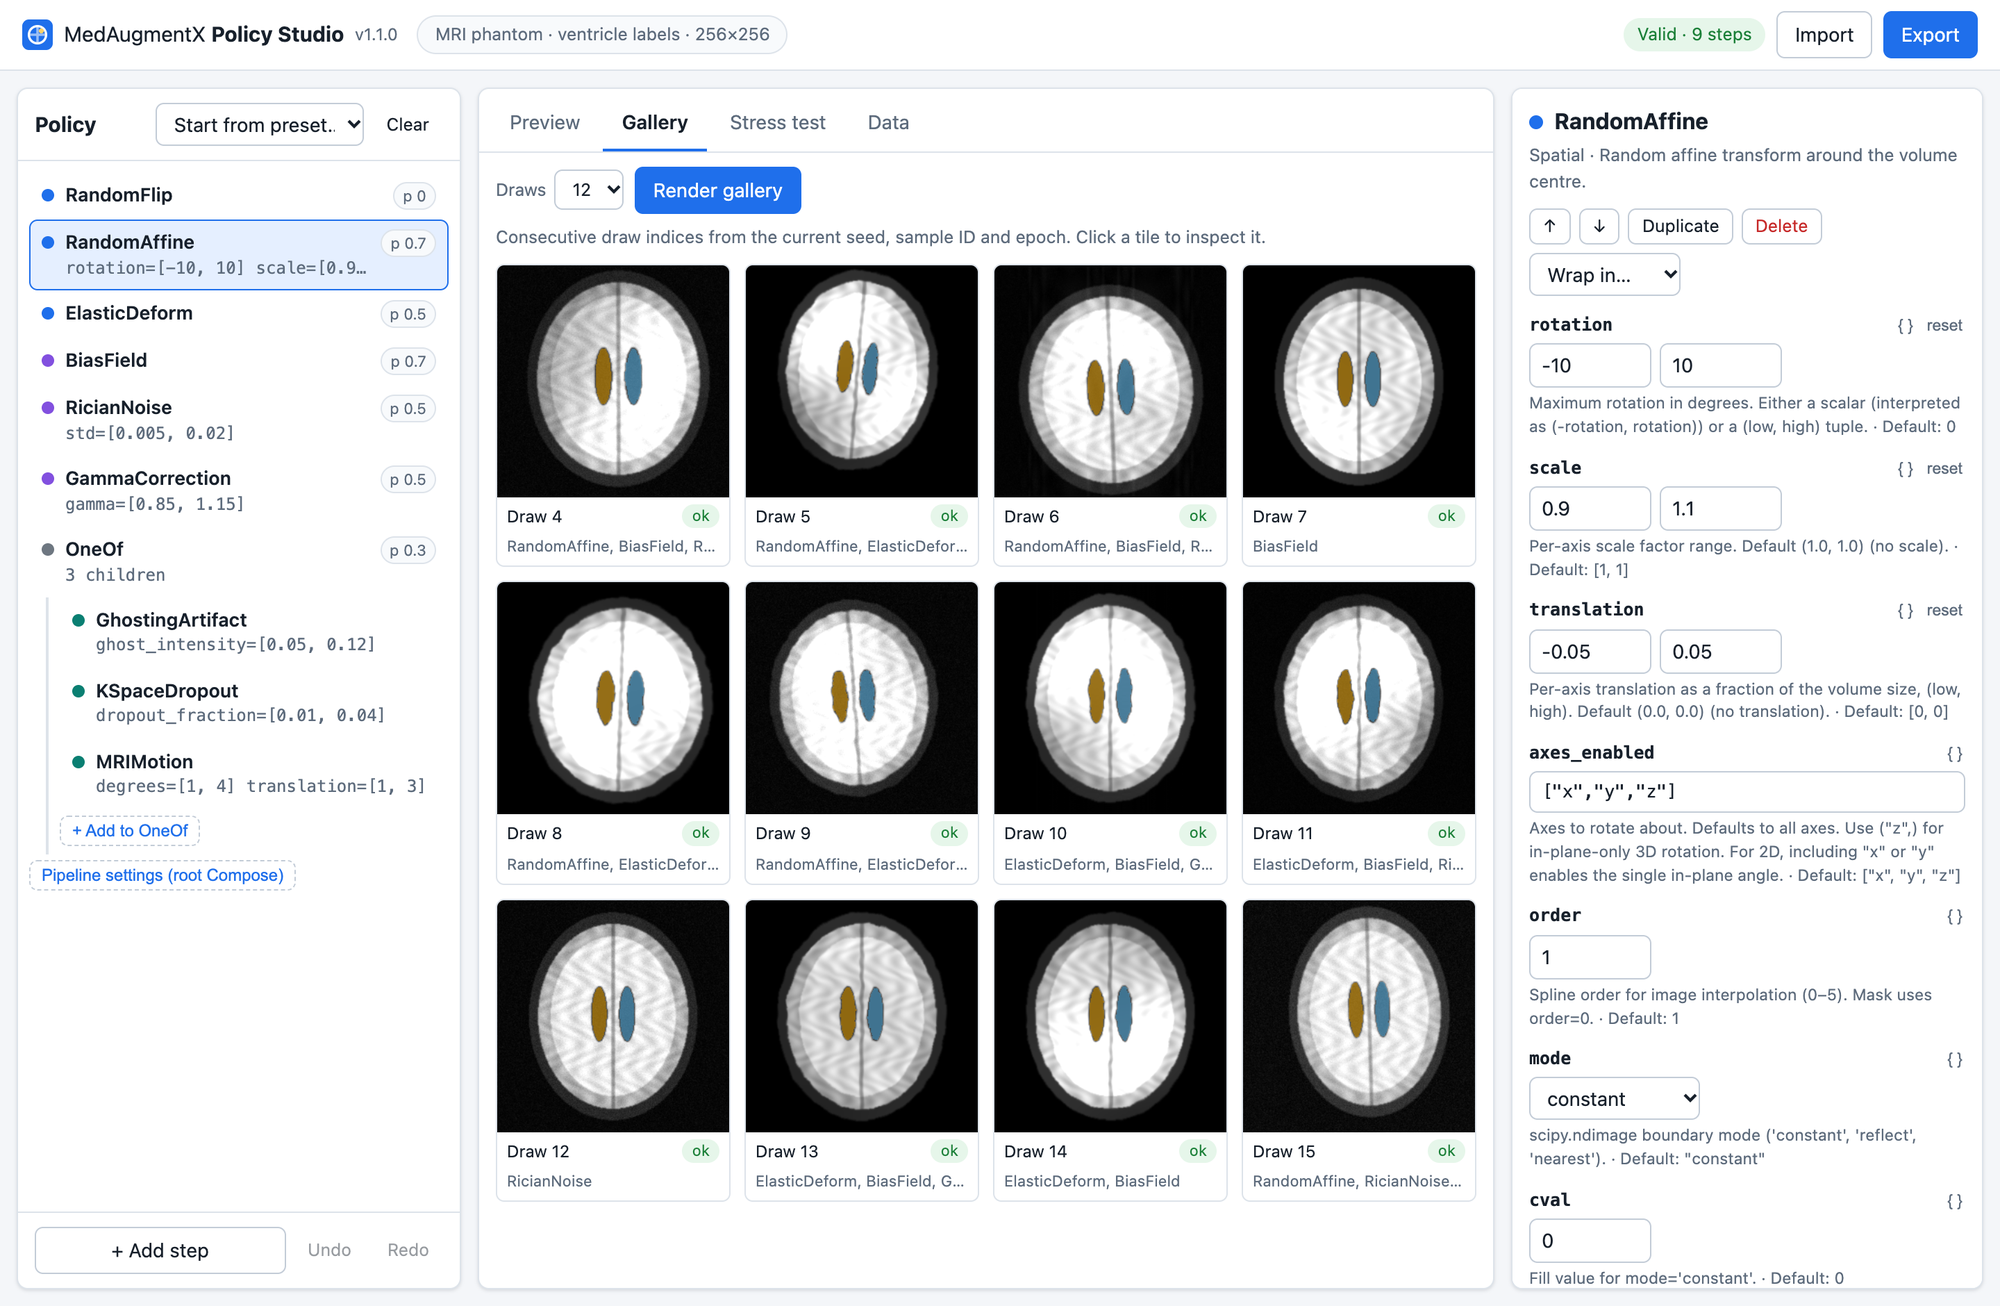 MedAugmentX Policy Studio v1.1.0
MRI phantom · ventricle labels · 256×256
Valid · 9 steps
Import
Export
Policy
Start from preset..
Clear
RandomFlip
p 0
RandomAffine
p 0.7
rotation=[-10, 10] scale=[0.9…
ElasticDeform
p 0.5
BiasField
p 0.7
RicianNoise
p 0.5
std=[0.005, 0.02]
GammaCorrection
p 0.5
gamma=[0.85, 1.15]
OneOf
p 0.3
3 children
GhostingArtifact
ghost_intensity=[0.05, 0.12]
KSpaceDropout
dropout_fraction=[0.01, 0.04]
MRIMotion
degrees=[1, 4] translation=[1, 3]
+ Add to OneOf
Pipeline settings (root Compose)
+ Add step
Undo
Redo
Preview
Gallery
Stress test
Data
Draws
12
Render gallery
Consecutive draw indices from the current seed, sample ID and epoch. Click a tile to inspect it.
Draw 4
ok
RandomAffine, BiasField, R...
Draw 5
ok
RandomAffine, ElasticDefor...
Draw 6
ok
RandomAffine, BiasField, R...
Draw 7
ok
BiasField
Draw 8
ok
RandomAffine, ElasticDefor...
Draw 9
ok
RandomAffine, ElasticDefor...
Draw 10
ok
ElasticDeform, BiasField, G...
Draw 11
ok
ElasticDeform, BiasField, Ri...
Draw 12
ok
RicianNoise
Draw 13
ok
ElasticDeform, BiasField, G...
Draw 14
ok
ElasticDeform, BiasField
Draw 15
ok
RandomAffine, RicianNoise...
RandomAffine
Spatial · Random affine transform around the volume
centre.
↑
↓
Duplicate
Delete
Wrap in...
rotation
{ } reset
-10
10
Maximum rotation in degrees. Either a scalar (interpreted
as (-rotation, rotation)) or a (low, high) tuple. · Default: 0
scale
{ } reset
0.9
1.1
Per-axis scale factor range. Default (1.0, 1.0) (no scale). ·
Default: [1, 1]
translation
{ } reset
-0.05
0.05
Per-axis translation as a fraction of the volume size, (low,
high). Default (0.0, 0.0) (no translation). · Default: [0, 0]
axes_enabled
{ }
["x","y","z"]
Axes to rotate about. Defaults to all axes. Use ("z",) for
in-plane-only 3D rotation. For 2D, including "x" or "y"
enables the single in-plane angle. · Default: ["x", "y", "z"]
order
{ }
1
Spline order for image interpolation (0–5). Mask uses
order=0. · Default: 1
mode
{ }
constant
scipy.ndimage boundary mode ('constant', 'reflect',
'nearest'). · Default: "constant"
cval
{ }
0
Fill value for mode='constant'. · Default: 0